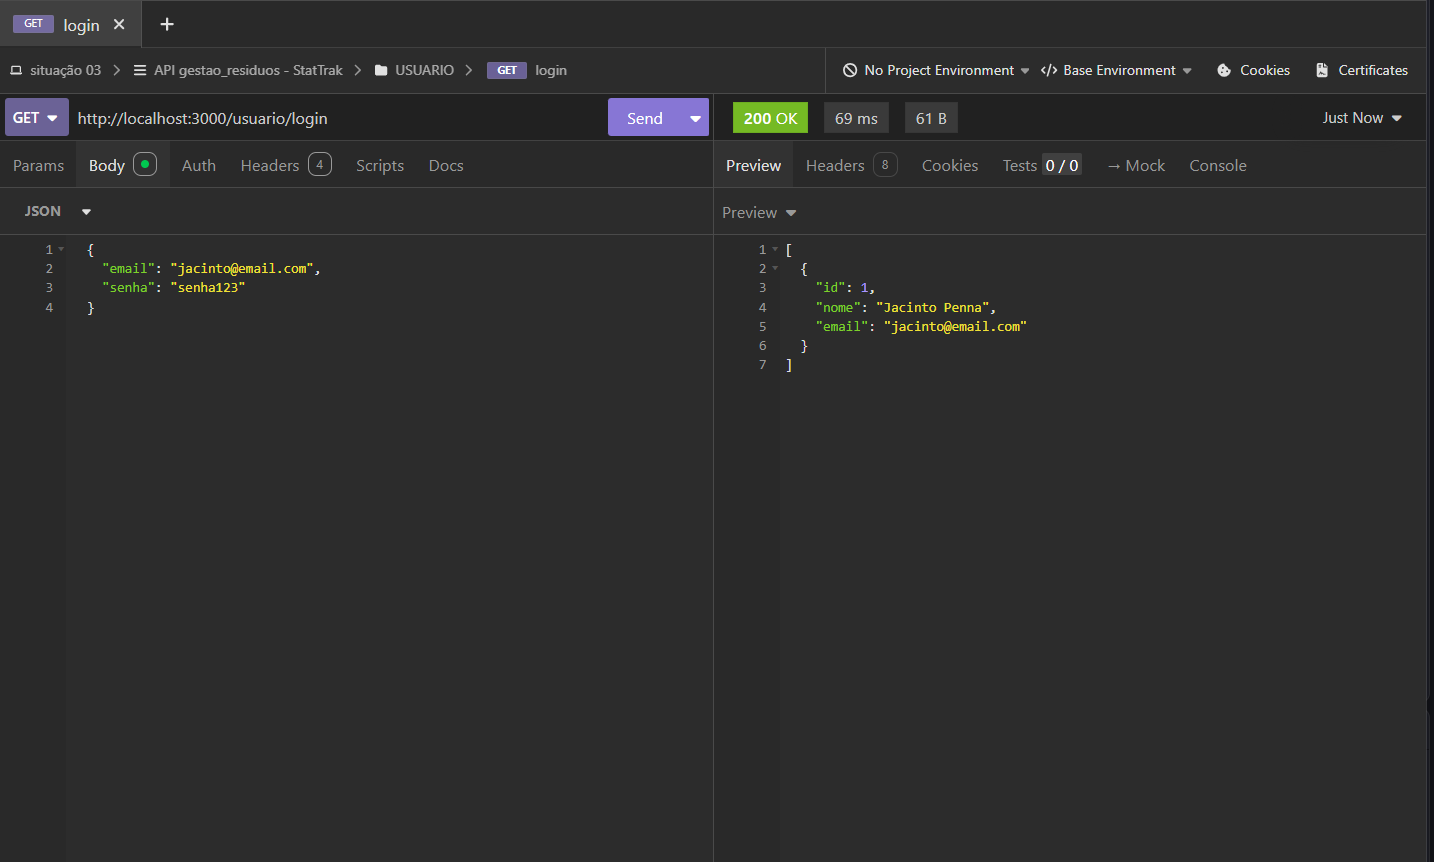 GET login
situação 03 API gestao_residuos - StatTrak USUARIO GET login No Project Environment Base Environment Cookies Certificates
GET http://localhost:3000/usuario/login Send 200 OK 69 ms 61 B Just Now
Params Body Auth Headers 4 Scripts Docs Preview Headers 8 Cookies Tests 0 / 0 → Mock Console
JSON
1 {
2 "email": "jacinto@email.com",
3 "senha": "senha123"
4 }
Preview
1 [
2 {
3 "id": 1,
4 "nome": "Jacinto Penna",
5 "email": "jacinto@email.com"
6 }
7 ]